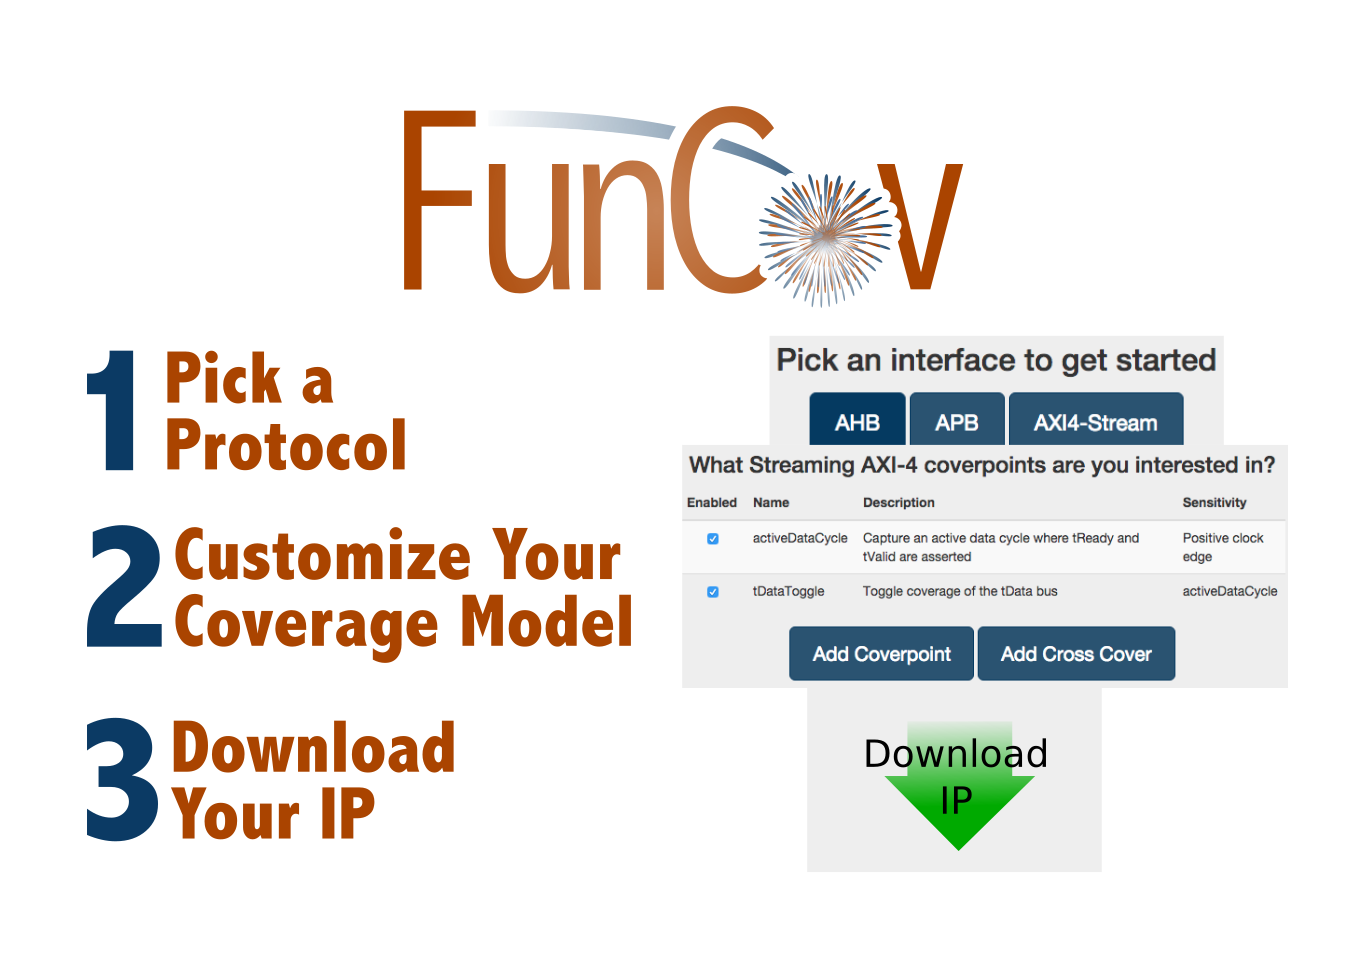 FunCov
1 Pick a
Protocol
2 Customize Your
Coverage Model
3 Download
Your IP
Pick an interface to get started
AHB APB AXI4-Stream
What Streaming AXI-4 coverpoints are you interested in?
Enabled Name Description Sensitivity
activeDataCycle Capture an active data cycle where tReady and Positive clock
tValid are asserted edge
tDataToggle Toggle coverage of the tData bus activeDataCycle
Add Coverpoint Add Cross Cover
Download
IP